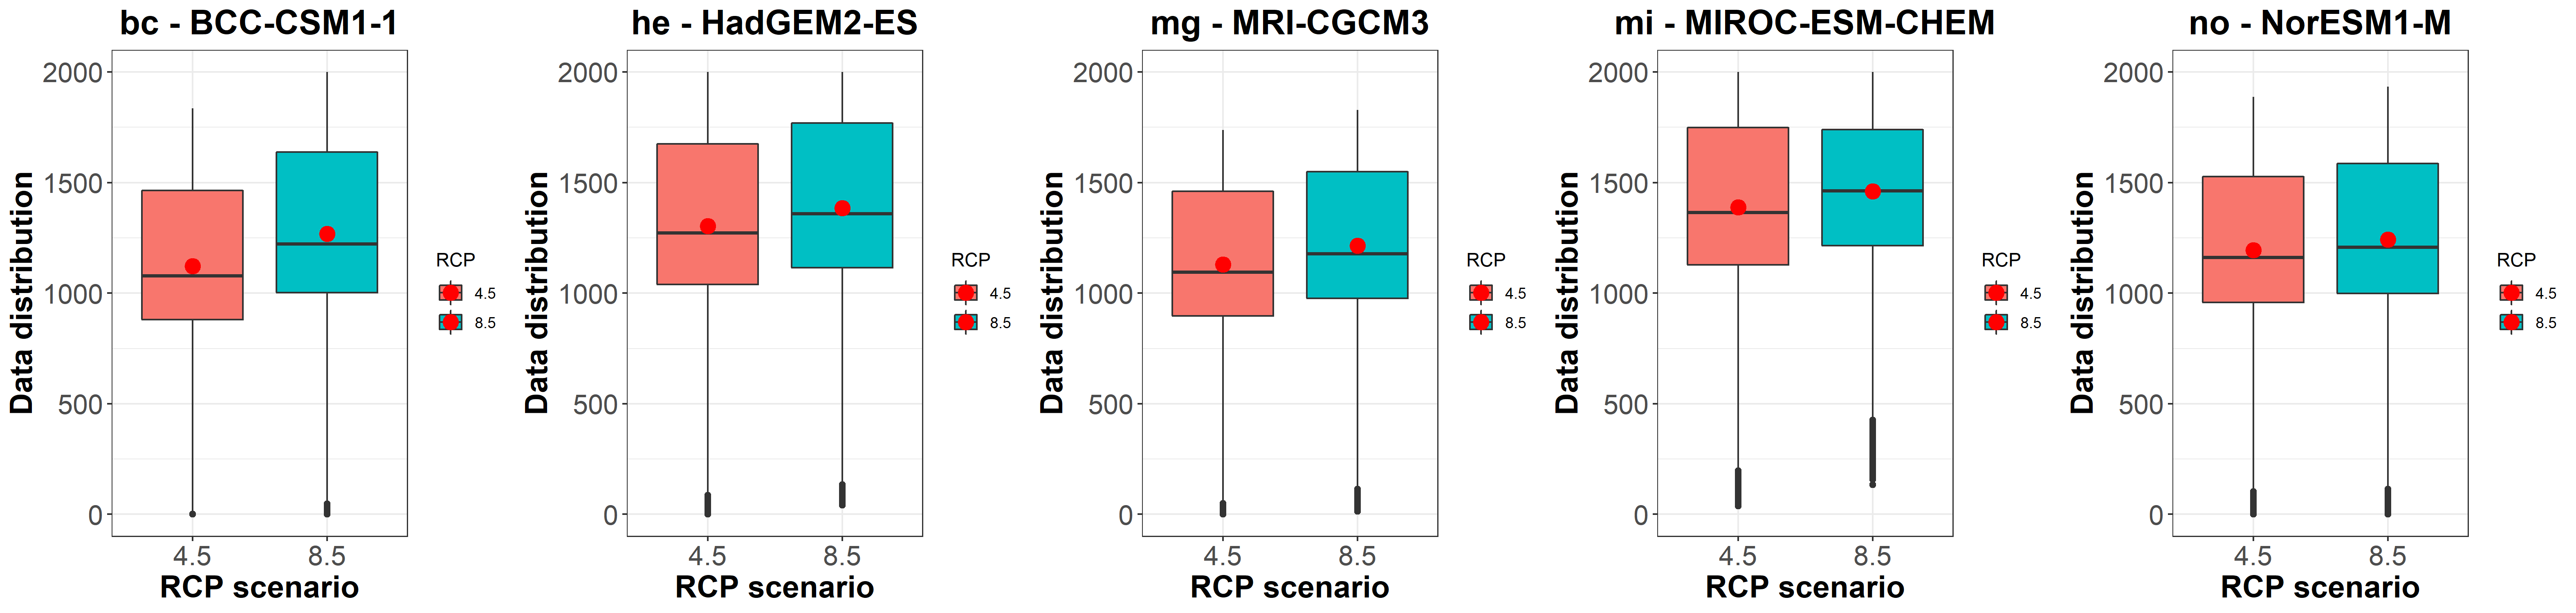 bc - BCC-CSM1-1
2000
1500
1000
500
0
Data distribution
4.5
8.5
RCP scenario
RCP
4.5
8.5
he - HadGEM2-ES
2000
1500
1000
500
0
Data distribution
4.5
8.5
RCP scenario
RCP
4.5
8.5
mg - MRI-CGCM3
2000
1500
1000
500
0
Data distribution
4.5
8.5
RCP scenario
RCP
4.5
8.5
mi - MIROC-ESM-CHEM
2000
1500
1000
500
0
Data distribution
4.5
8.5
RCP scenario
RCP
4.5
8.5
no - NorESM1-M
2000
1500
1000
500
0
Data distribution
4.5
8.5
RCP scenario
RCP
4.5
8.5